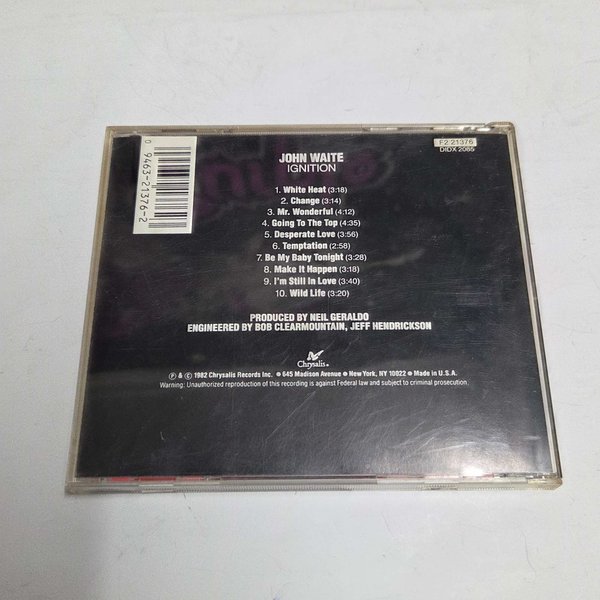 0 9463-21376-2
F2 21376
DIDX 2085
JOHN WAITE
IGNITION
1. White Heat (3:18)
2. Change (3:14)
3. Mr. Wonderful (4:12)
4. Going To The Top (4:35)
5. Desperate Love (3:56)
6. Temptation (2:58)
7. Be My Baby Tonight (3:28)
8. Make It Happen (3:18)
9. I'm Still In Love (3:40)
10. Wild Life (3:20)
PRODUCED BY NEIL GERALDO
ENGINEERED BY BOB CLEARMOUNTAIN, JEFF HENDRICKSON
Chrysalis®
℗ & © 1982 Chrysalis Records Inc. • 645 Madison Avenue • New York, NY 10022 • Made in U.S.A.
Warning: Unauthorized reproduction of this recording is against Federal law and subject to criminal prosecution.